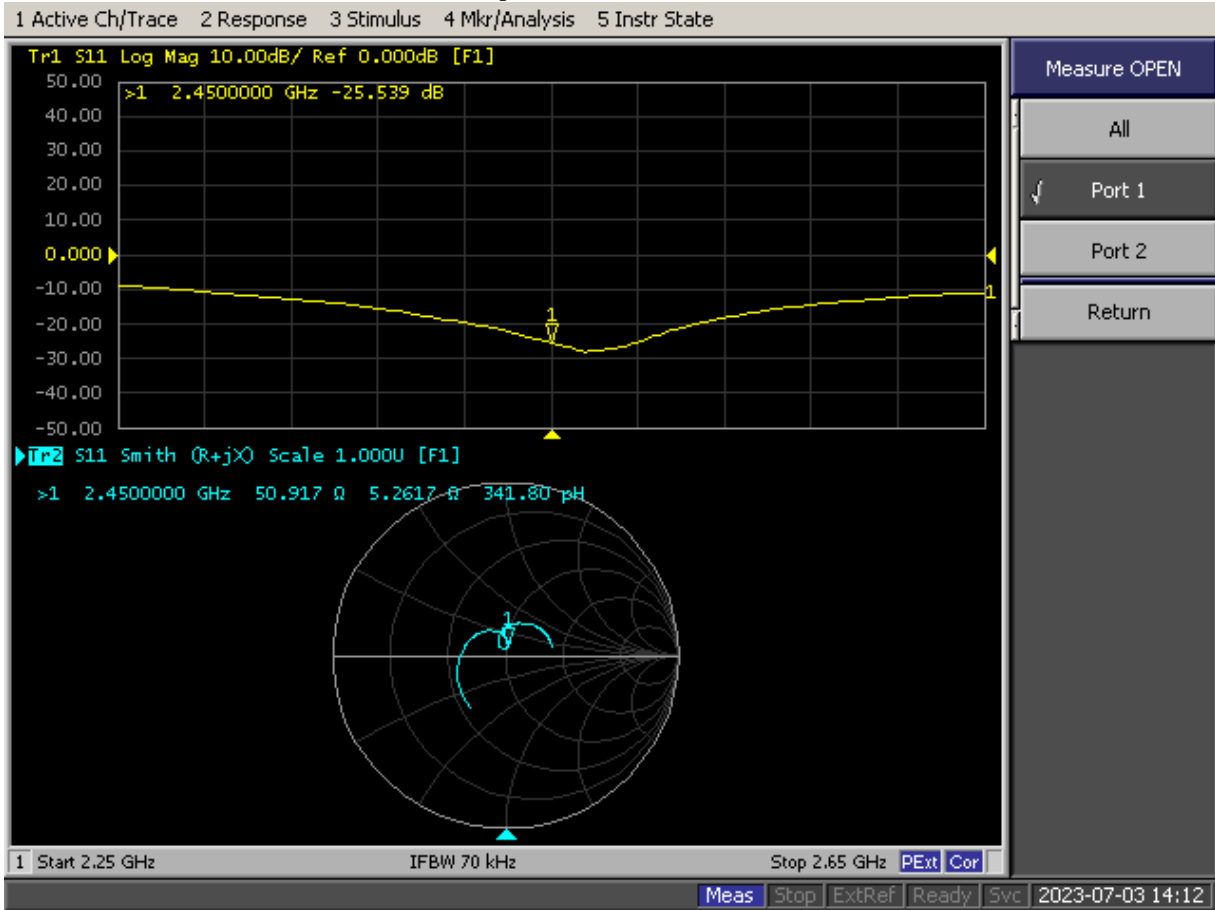 1 Active Ch/Trace 2 Response 3 Stimulus 4 Mkr/Analysis 5 Instr State
Tr1 S11 Log Mag 10.00dB/ Ref 0.000dB [F1]
50.00
>1 2.4500000 GHz -25.539 dB
40.00
30.00
20.00
10.00
0.000
-10.00
-20.00
-30.00
-40.00
-50.00
1
1
Tr2 S11 Smith (R+jX) Scale 1.000U [F1]
>1 2.4500000 GHz 50.917 Ω 5.2617 Ω 341.80 pH
1
1 Start 2.25 GHz IFBW 70 kHz Stop 2.65 GHz PExt Cor
Measure OPEN
All
Port 1
Port 2
Return
Meas Stop ExtRef Ready Svc 2023-07-03 14:12